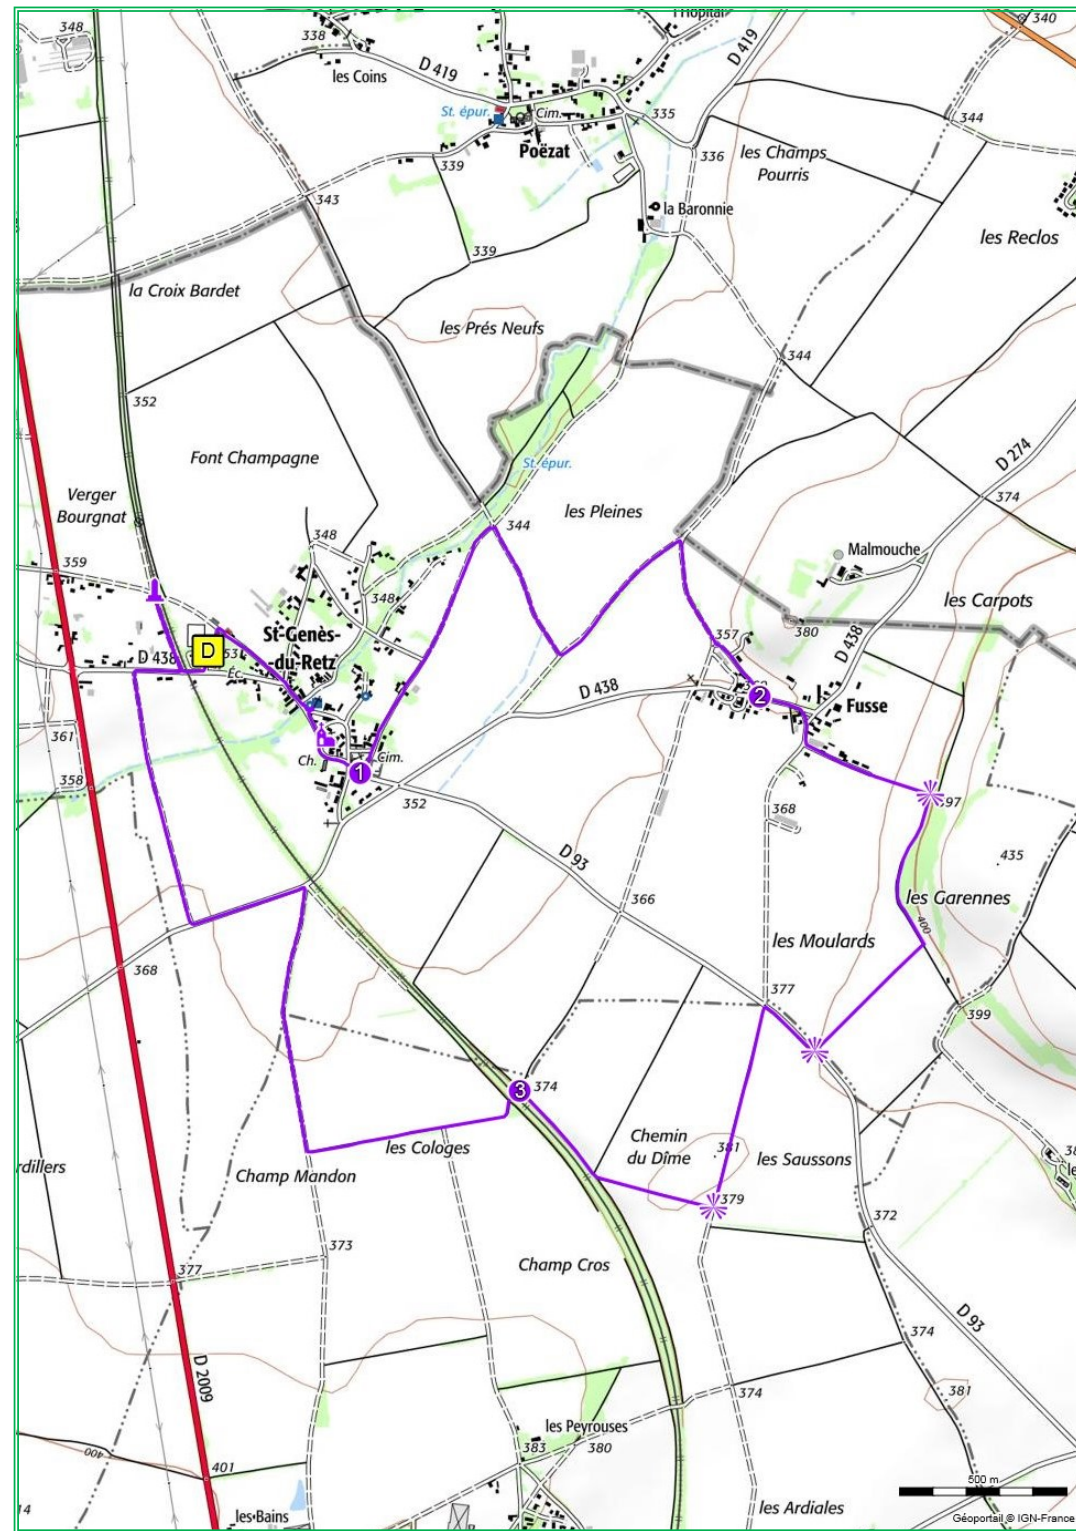 348
338
les Coins
D 419
l'Hôpital
D 419
340
St. épur.
Cim.
335
344
Poëzat
339
336
les Champs
Pourris
343
la Baronnie
les Reclos
339
la Croix Bardet
les Prés Neufs
344
352
Font Champagne
St. épur.
D 274
Verger
Bourgnat
les Pleines
374
344
359
348
Malmouche
348
les Carpots
St-Genès-
-du-Retz
D
D 438
Éc.
357
380
D 438
D 438
2
Fusse
361
358
Ch.
1
Cim.
352
368
D 93
435
366
les Garennes
400
les Moulards
368
377
399
3
374
Chemin
du Dîme
381
les Saussons
les Cologes
Champ Mandon
rdillers
379
372
373
377
Champ Cros
D 93
374
D 2009
374
381
les Peyrouses
400
383
380
401
500 m
14
les Bains
les Ardiales
Géoportail © IGN-France